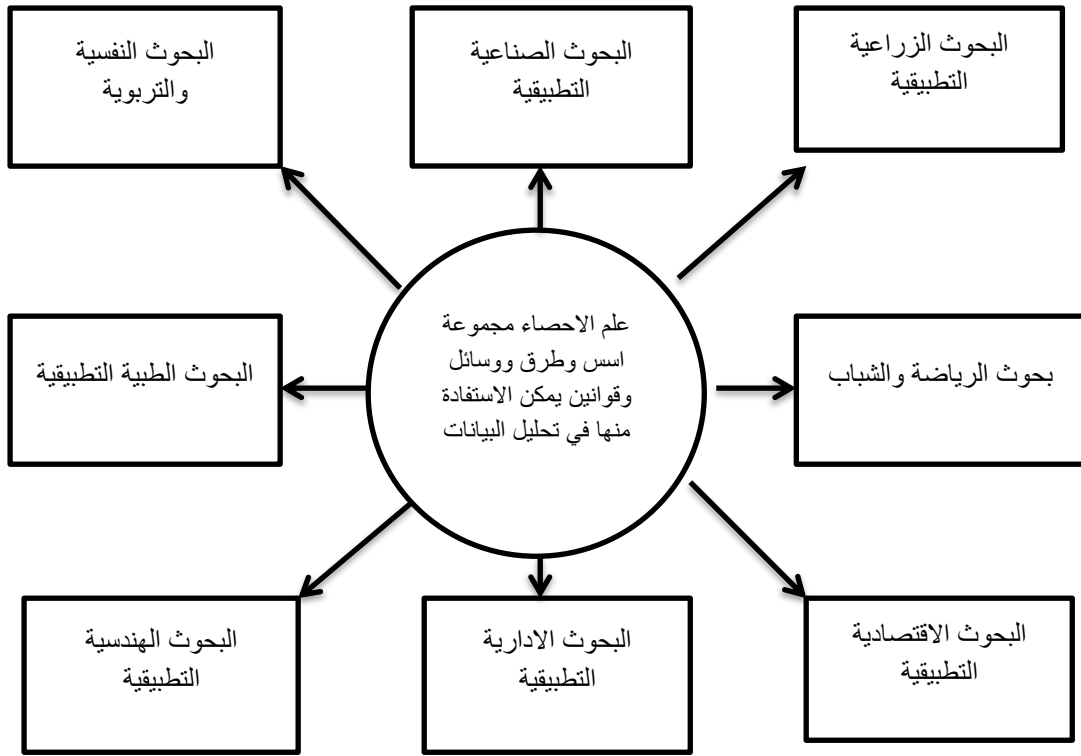 البحوث الزراعية
التطبيقية
البحوث الصناعية
التطبيقية
البحوث النفسية
والتربوية
بحوث الرياضة والشباب
علم الاحصاء مجموعة
اسس وطرق ووسائل
وقوانين يمكن الاستفادة
منها في تحليل البيانات
البحوث الطبية التطبيقية
البحوث الاقتصادية
التطبيقية
البحوث الادارية
التطبيقية
البحوث الهندسية
التطبيقية